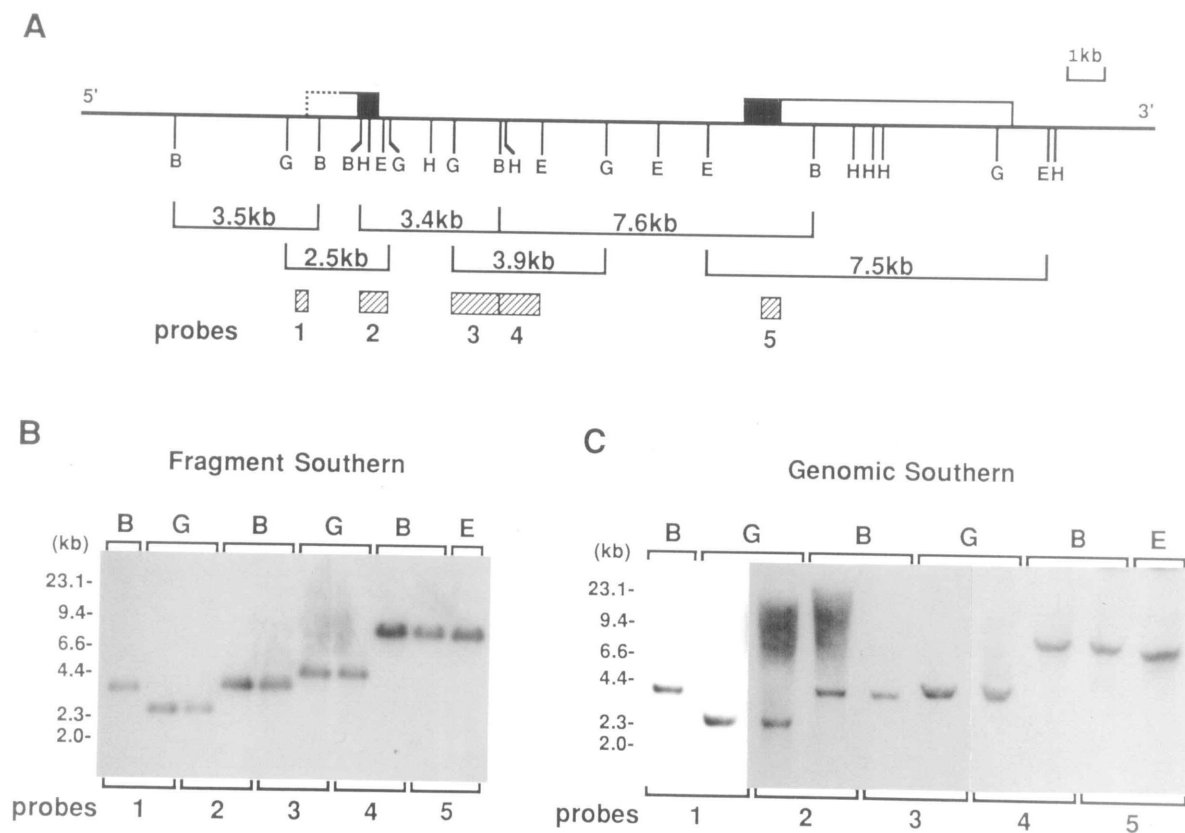 A
1kb
5' 3'
B G B B H E G H G B H E G E E B H H H G E H
3.5kb 3.4kb 7.6kb
2.5kb 3.9kb 7.5kb
probes 1 2 3 4 5
B
Fragment Southern
B G B G B E
(kb)
23.1-
9.4-
6.6-
4.4-
2.3-
2.0-
probes 1 2 3 4 5
C
Genomic Southern
B G B G B E
(kb)
23.1-
9.4-
6.6-
4.4-
2.3-
2.0-
probes 1 2 3 4 5